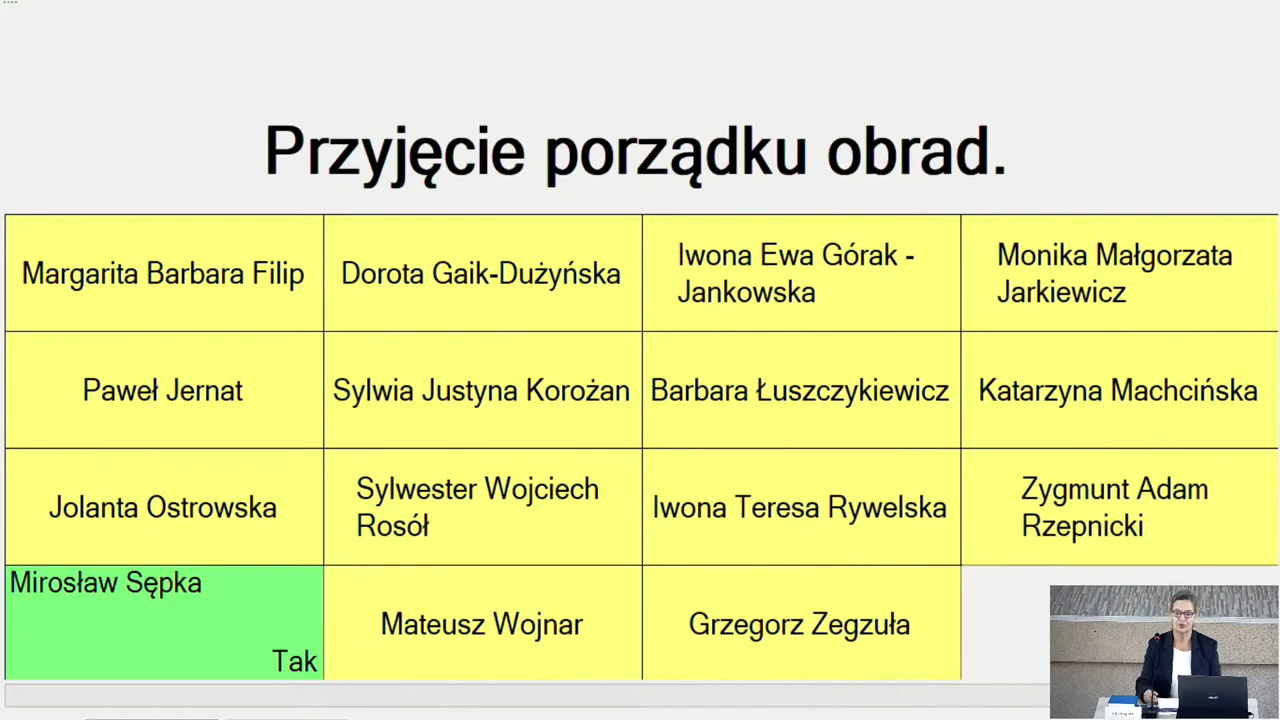 Przyjęcie porządku obrad.
Margarita Barbara Filip
Dorota Gaik-Dużyńska
Iwona Ewa Górak -
Jankowska
Monika Małgorzata
Jarkiewicz
Paweł Jernat
Sylwia Justyna Korożan
Barbara Łuszczykiewicz
Katarzyna Machcińska
Jolanta Ostrowska
Sylwester Wojciech
Rosół
Iwona Teresa Rywelska
Zygmunt Adam
Rzepnicki
Mirosław Sępka
Tak
Mateusz Wojnar
Grzegorz Zegzuła